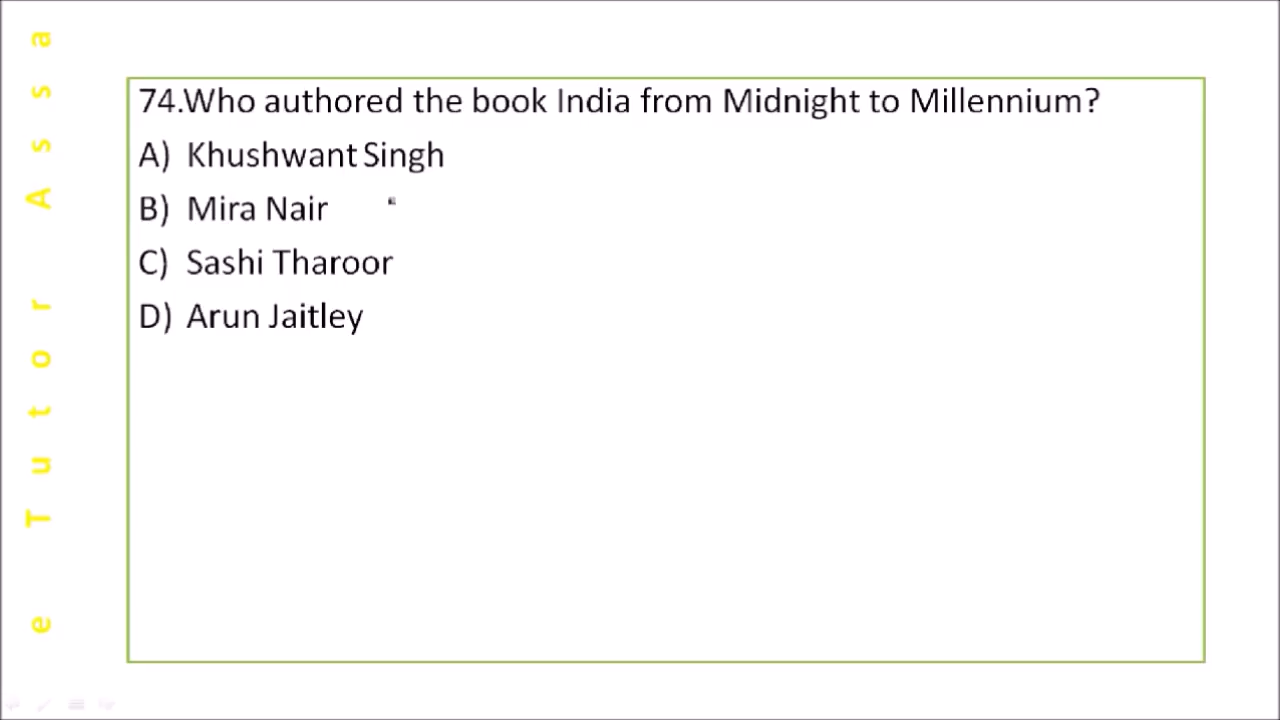 74.Who authored the book India from Midnight to Millennium?
A) Khushwant Singh
B) Mira Nair
C) Sashi Tharoor
D) Arun Jaitley
e Tutor Assa